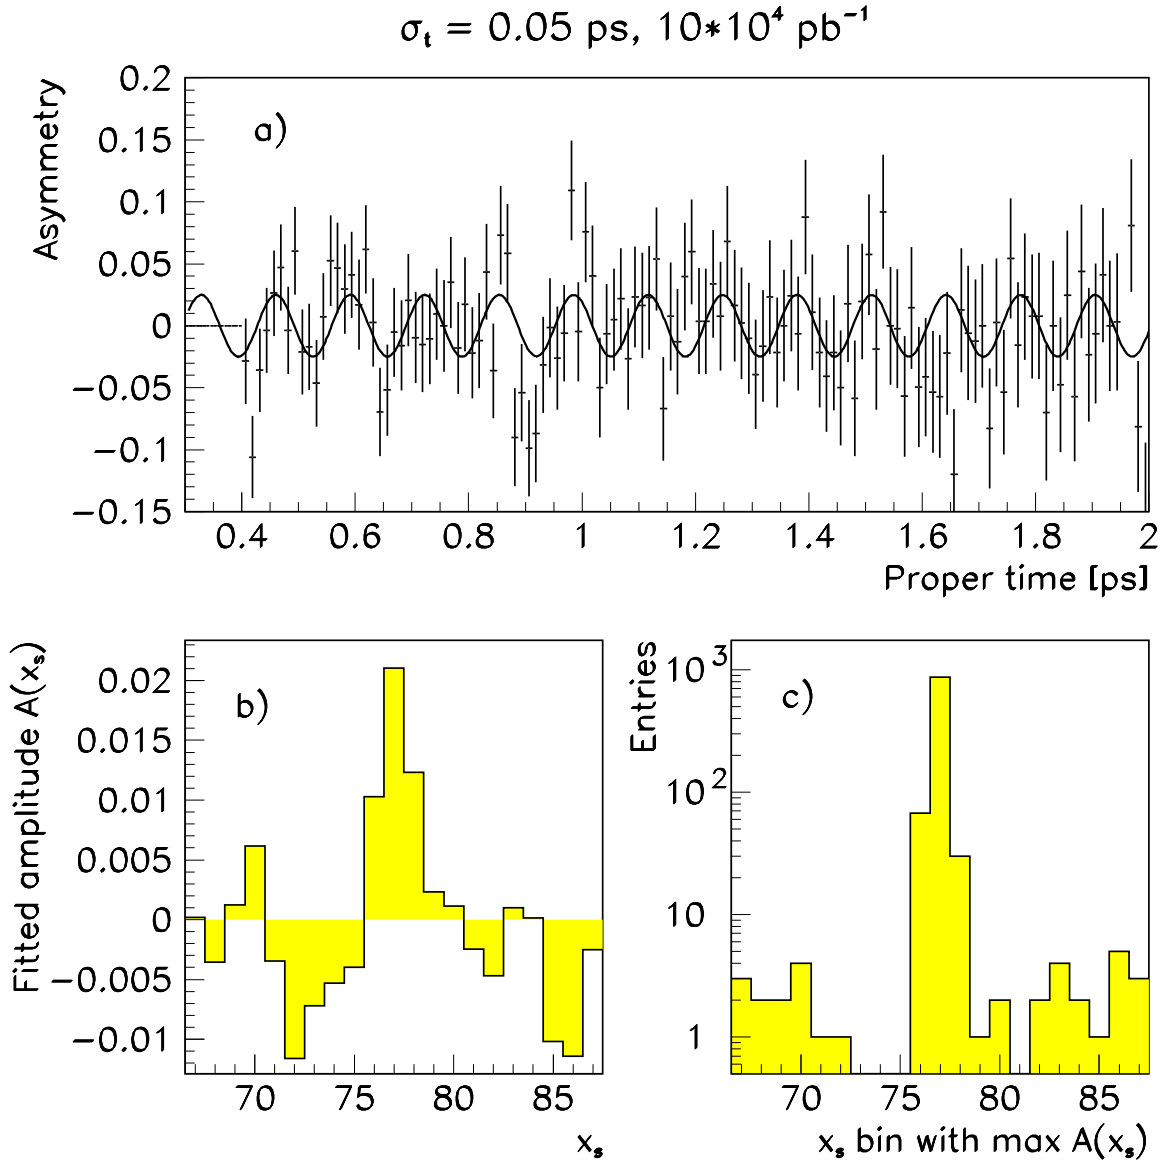 σt = 0.05 ps, 10*10⁴ pb⁻¹
Asymmetry
a)
0.2
0.15
0.1
0.05
0
−0.05
−0.1
−0.15
0.4 0.6 0.8 1 1.2 1.4 1.6 1.8 2
Proper time [ps]
Fitted amplitude A(xs)
b)
0.02
0.015
0.01
0.005
0
−0.005
−0.01
70 75 80 85
xs
Entries
c)
10³
10²
10
1
70 75 80 85
xs bin with max A(xs)